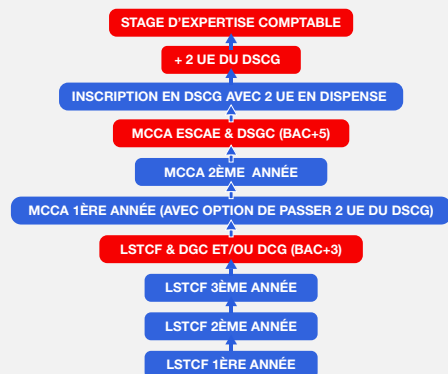 STAGE D'EXPERTISE COMPTABLE
+ 2 UE DU DSCG
INSCRIPTION EN DSCG AVEC 2 UE EN DISPENSE
MCCA ESCAE & DSGC (BAC+5)
MCCA 2ÈME ANNÉE
MCCA 1ÈRE ANNÉE (AVEC OPTION DE PASSER 2 UE DU DSCG)
LSTCF & DGC ET/OU DCG (BAC+3)
LSTCF 3ÈME ANNÉE
LSTCF 2ÈME ANNÉE
LSTCF 1ÈRE ANNÉE